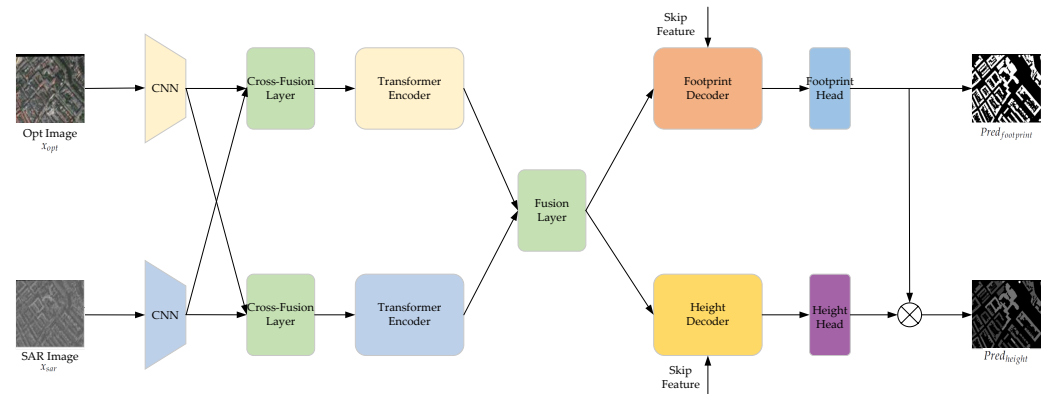 Skip
Feature
CNN
Cross-Fusion
Layer
Transformer
Encoder
Footprint
Decoder
Footprint
Head
Opt Image
x_opt
Pred_footprint
Fusion
Layer
CNN
Cross-Fusion
Layer
Transformer
Encoder
Height
Decoder
Height
Head
SAR Image
x_sar
Pred_height
Skip
Feature